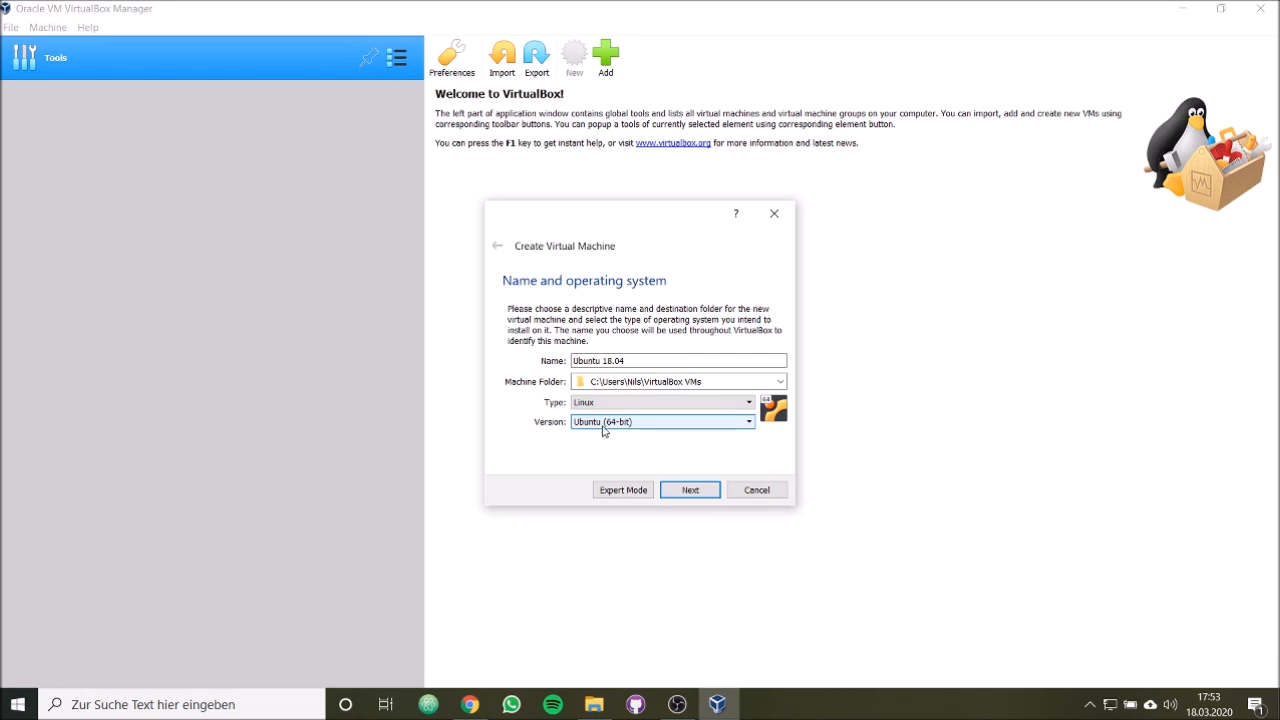 Oracle VM VirtualBox Manager
File Machine Help
Tools
Preferences Import Export New Add
Welcome to VirtualBox!
The left part of application window contains global tools and lists all virtual machines and virtual machine groups on your computer. You can import, add and create new VMs using
corresponding toolbar buttons. You can popup a tools of currently selected element using corresponding element button.
You can press the F1 key to get instant help, or visit www.virtualbox.org for more information and latest news.
?
Create Virtual Machine
Name and operating system
Please choose a descriptive name and destination folder for the new
virtual machine and select the type of operating system you intend to
install on it. The name you choose will be used throughout VirtualBox to
identify this machine.
Name: Ubuntu 18.04
Machine Folder: C:\Users\Nils\VirtualBox VMs
Type: Linux
64
Version: Ubuntu (64-bit)
Expert Mode Next Cancel
Zur Suche Text hier eingeben
17:53
18.03.2020
1